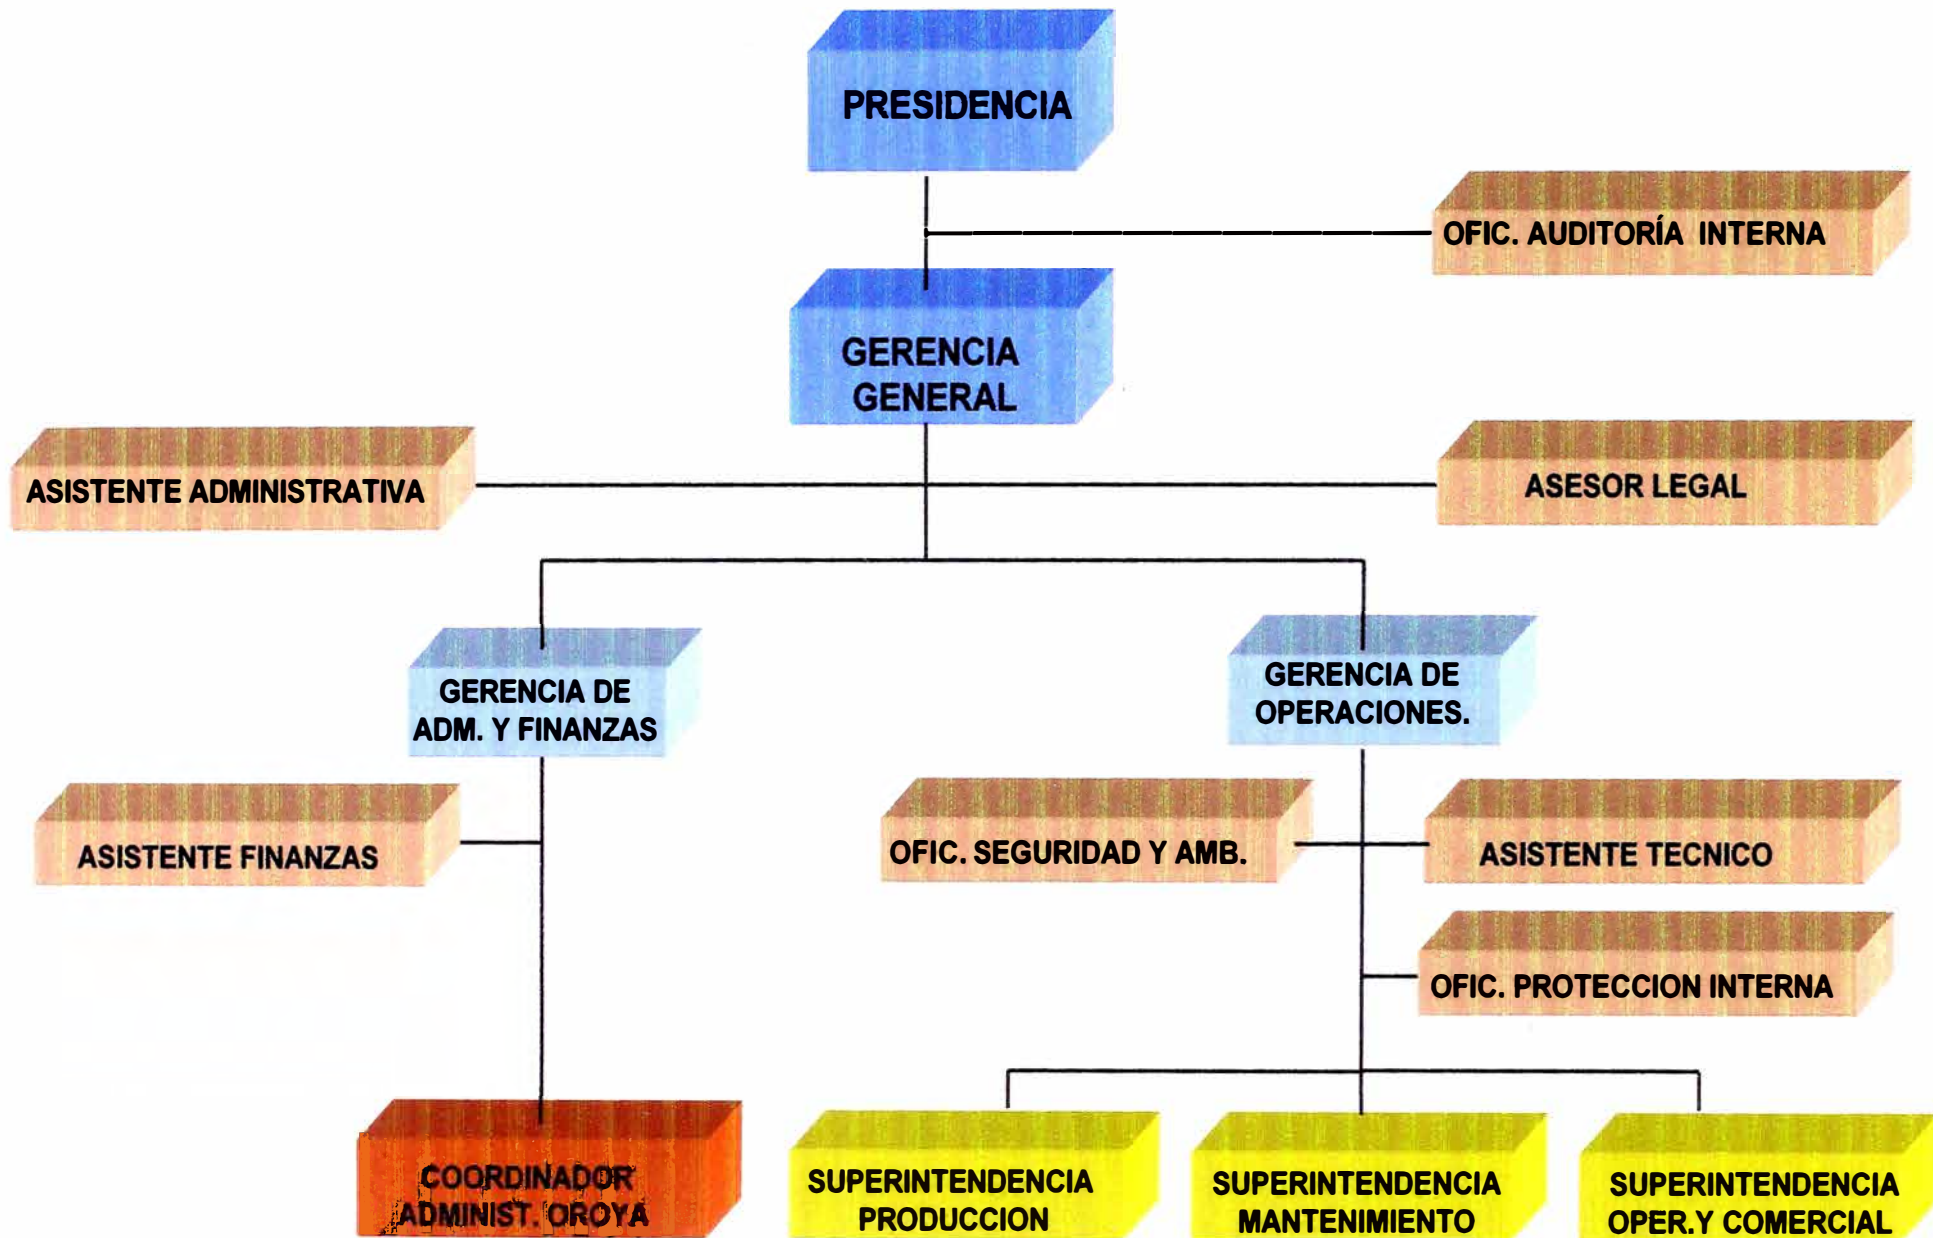 PRESIDENCIA
OFIC. AUDITORÍA INTERNA
GERENCIA
GENERAL
ASISTENTE ADMINISTRATIVA
ASESOR LEGAL
GERENCIA DE
ADM. Y FINANZAS
GERENCIA DE
OPERACIONES.
ASISTENTE FINANZAS
OFIC. SEGURIDAD Y AMB.
ASISTENTE TECNICO
OFIC. PROTECCION INTERNA
COORDINADOR
ADMINIST. OROYA
SUPERINTENDENCIA
PRODUCCION
SUPERINTENDENCIA
MANTENIMIENTO
SUPERINTENDENCIA
OPER.Y COMERCIAL